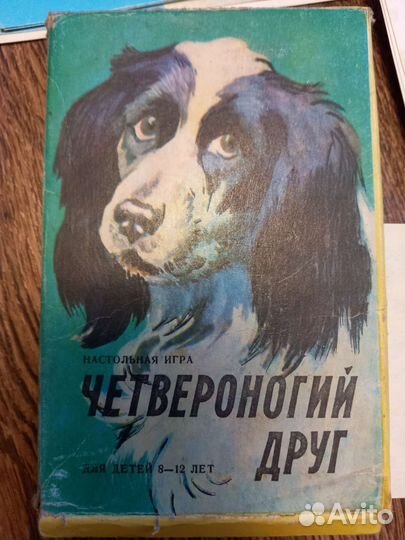 НАСТОЛЬНАЯ ИГРА
ЧЕТВЕРОНОГИЙ
ДРУГ
ДЛЯ ДЕТЕЙ 8—12 ЛЕТ
Avito